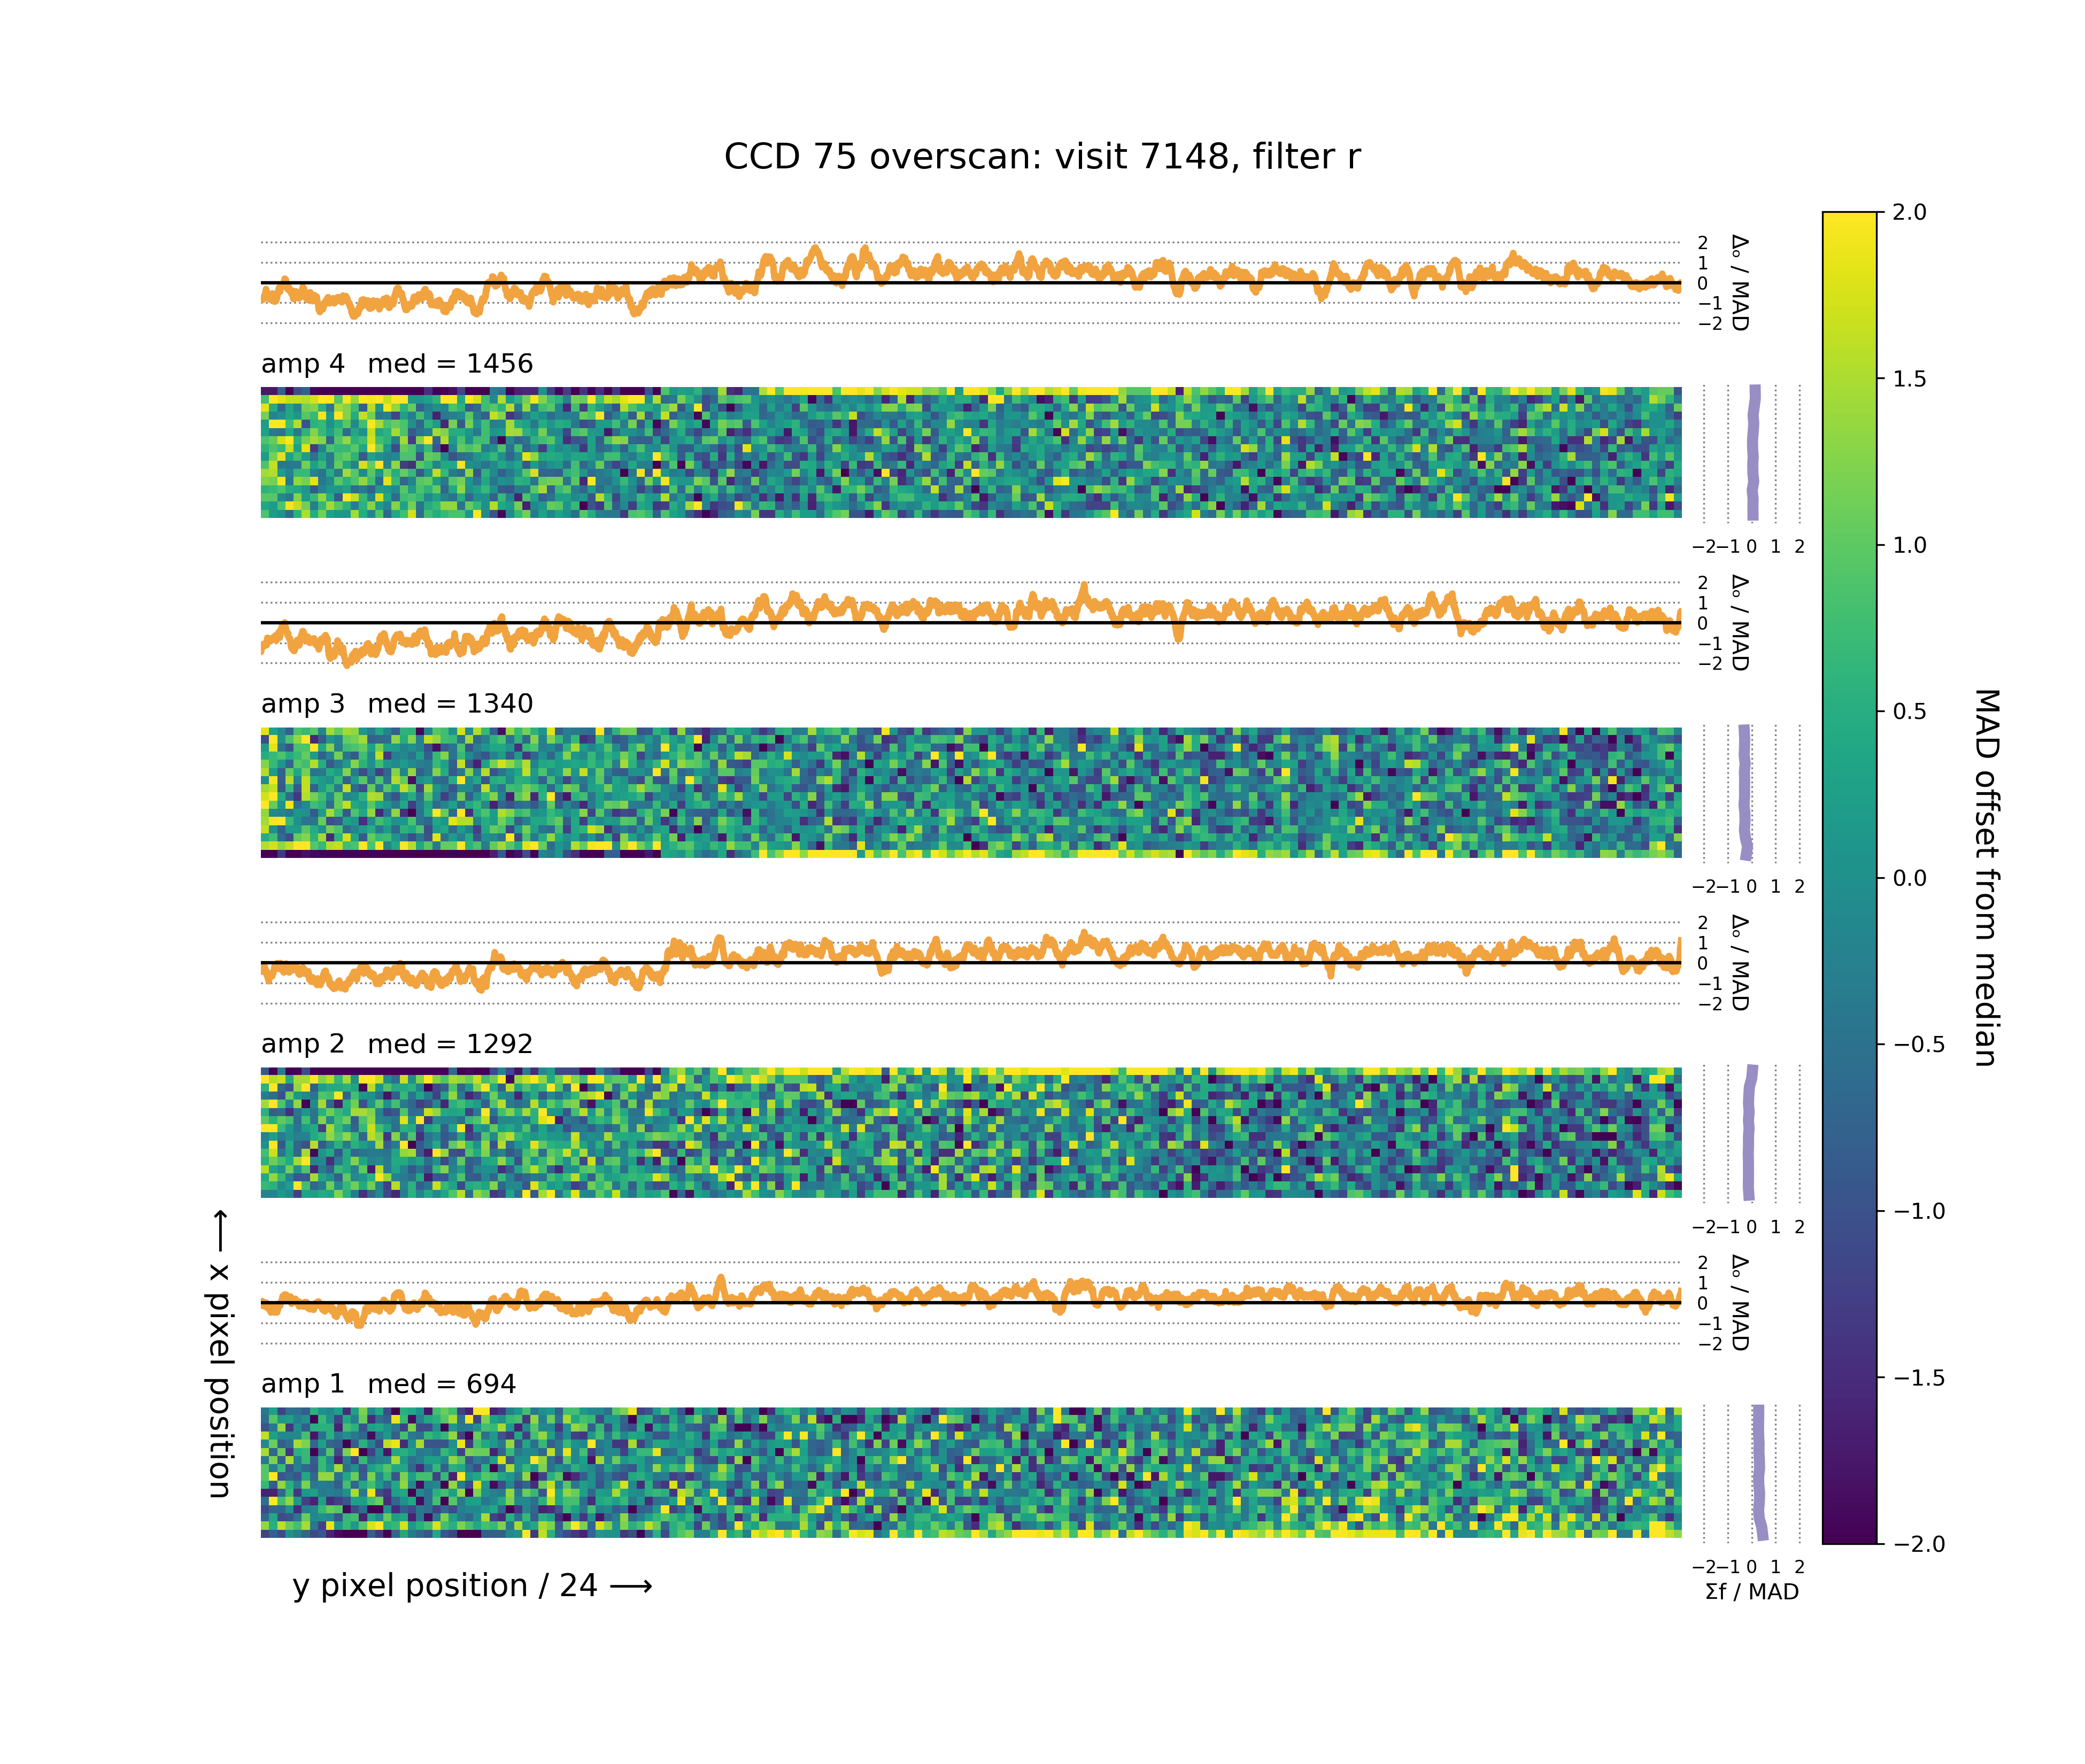 CCD 75 overscan: visit 7148, filter r
2
1
0
−1
−2
Δₒ / MAD
amp 4 med = 1456
−2 −1 0 1 2
2
1
0
−1
−2
Δₒ / MAD
amp 3 med = 1340
−2 −1 0 1 2
2
1
0
−1
−2
Δₒ / MAD
amp 2 med = 1292
−2 −1 0 1 2
2
1
0
−1
−2
Δₒ / MAD
amp 1 med = 694
−2 −1 0 1 2
Σf / MAD
y pixel position / 24 ⟶
⟵ x pixel position
2.0
1.5
1.0
0.5
0.0
−0.5
−1.0
−1.5
−2.0
MAD offset from median